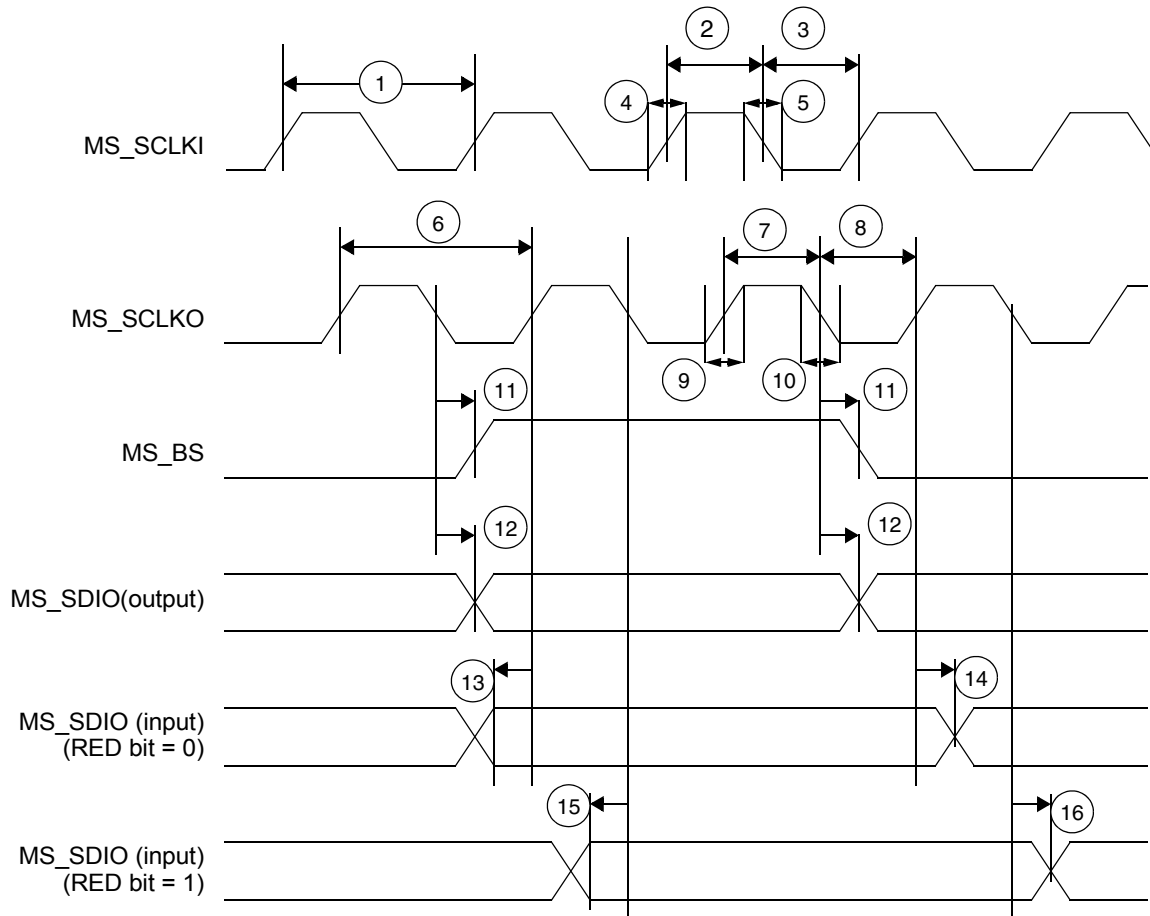 2 3
1
4 5
MS_SCLKI
6 7 8
MS_SCLKO
9 10
11 11
MS_BS
12 12
MS_SDIO(output)
13 14
MS_SDIO (input)
(RED bit = 0)
15 16
MS_SDIO (input)
(RED bit = 1)